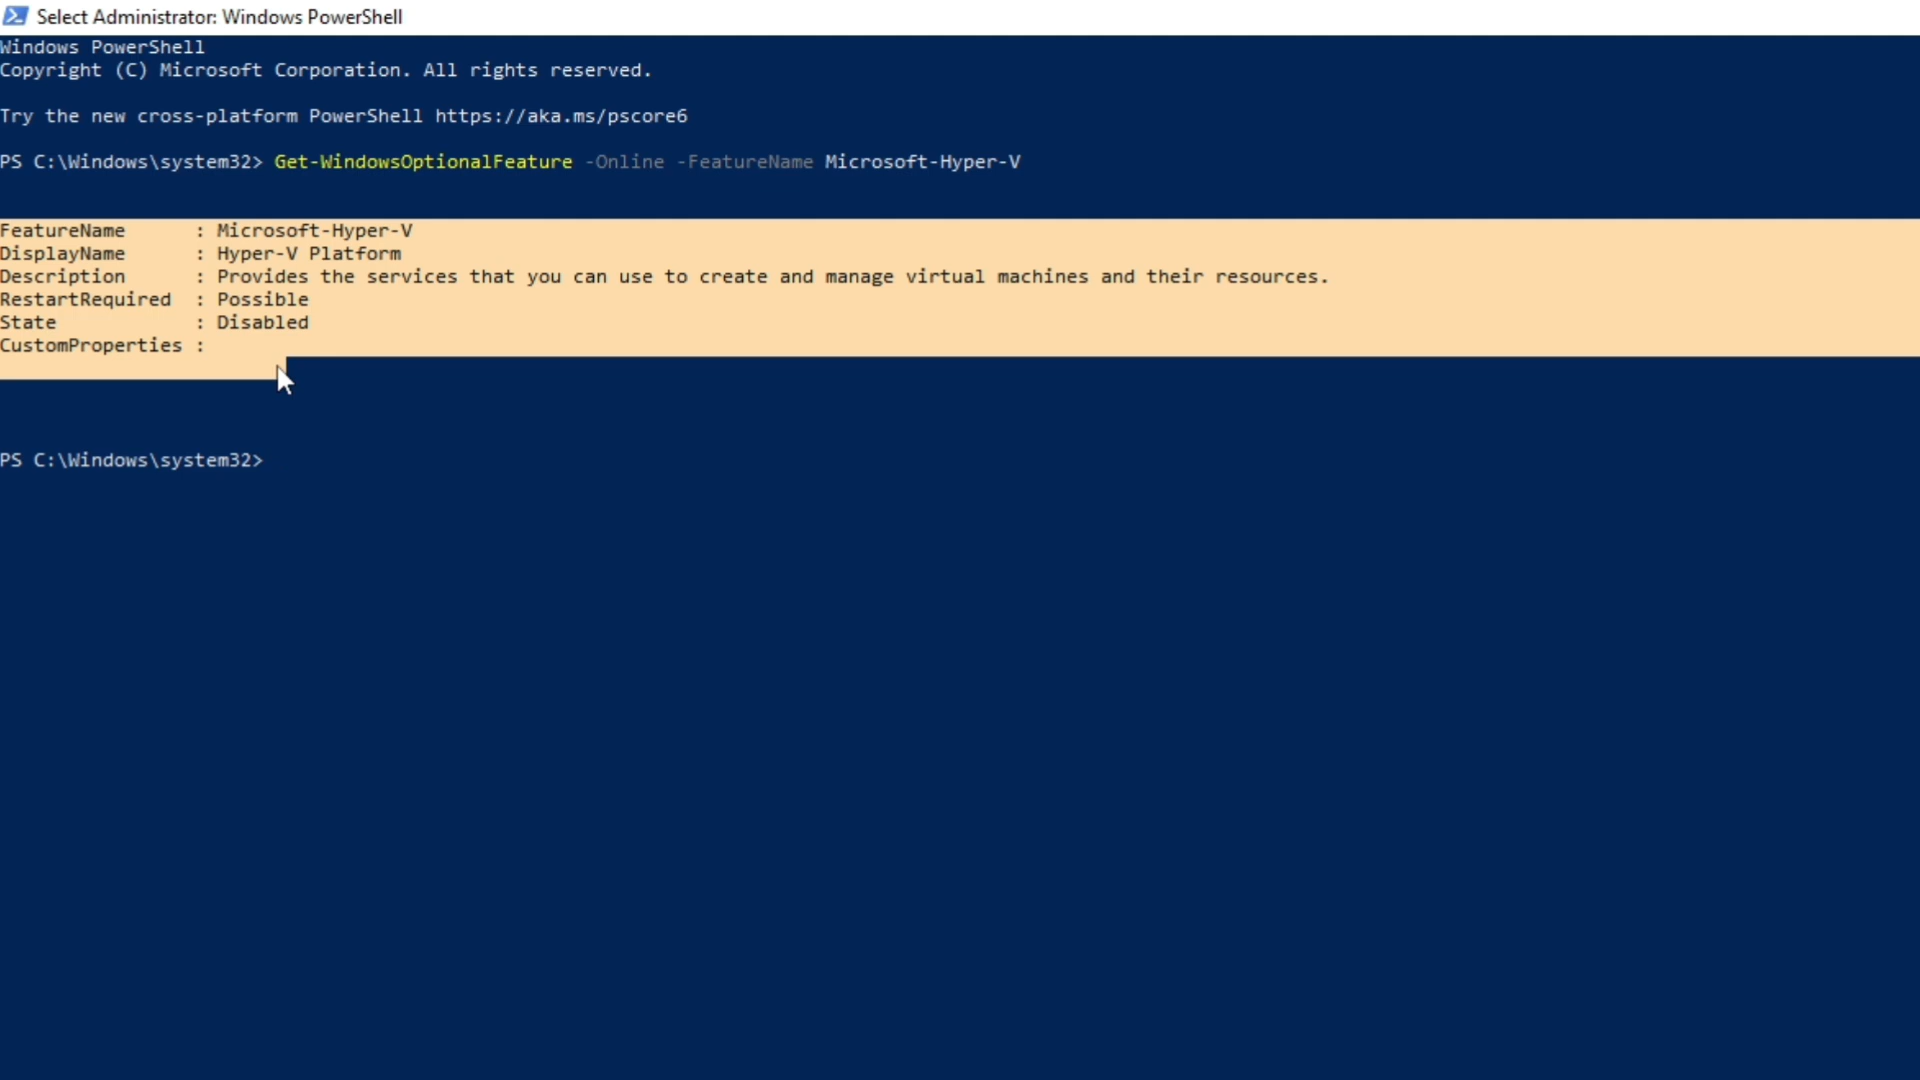 Select Administrator: Windows PowerShell
Windows PowerShell
Copyright (C) Microsoft Corporation. All rights reserved.
Try the new cross-platform PowerShell https://aka.ms/pscore6
PS C:\Windows\system32> Get-WindowsOptionalFeature -Online -FeatureName Microsoft-Hyper-V
FeatureName      : Microsoft-Hyper-V
DisplayName      : Hyper-V Platform
Description      : Provides the services that you can use to create and manage virtual machines and their resources.
RestartRequired  : Possible
State            : Disabled
CustomProperties :
PS C:\Windows\system32>